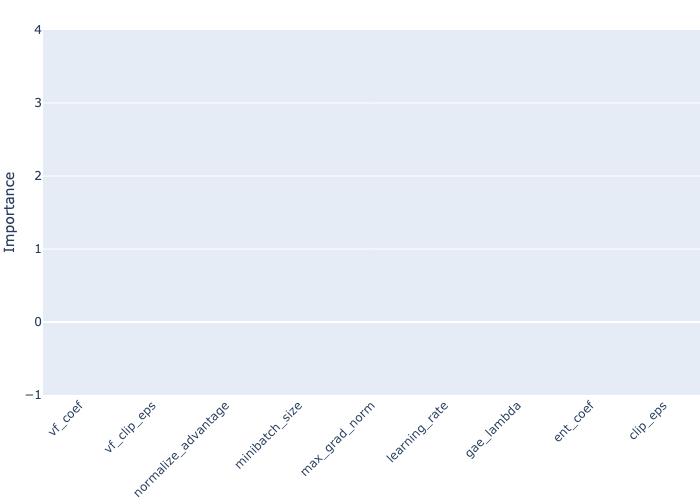 4
3
2
1
0
−1
Importance
vf_coef
vf_clip_eps
normalize_advantage
minibatch_size
max_grad_norm
learning_rate
gae_lambda
ent_coef
clip_eps